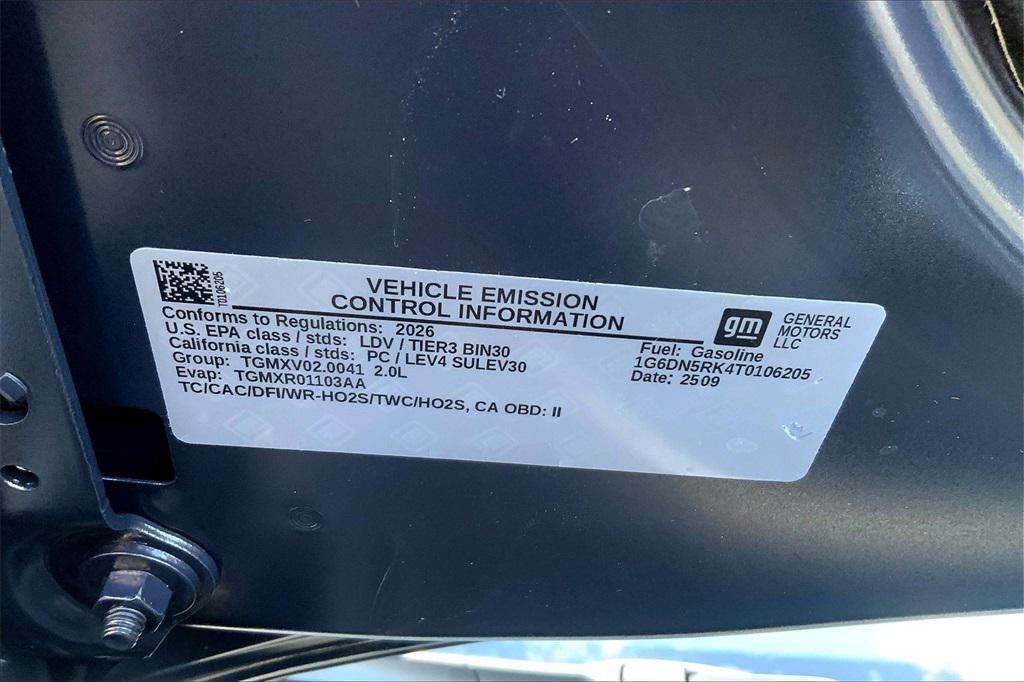 T0106205
VEHICLE EMISSION
CONTROL INFORMATION
gm
GENERAL
MOTORS
LLC
Conforms to Regulations: 2026
U.S. EPA class / stds: LDV / TIER3 BIN30
California class / stds: PC / LEV4 SULEV30
Group: TGMXV02.0041 2.0L
Evap: TGMXR01103AA
TC/CAC/DFI/WR-HO2S/TWC/HO2S, CA OBD: II
Fuel: Gasoline
1G6DN5RK4T0106205
Date: 2509